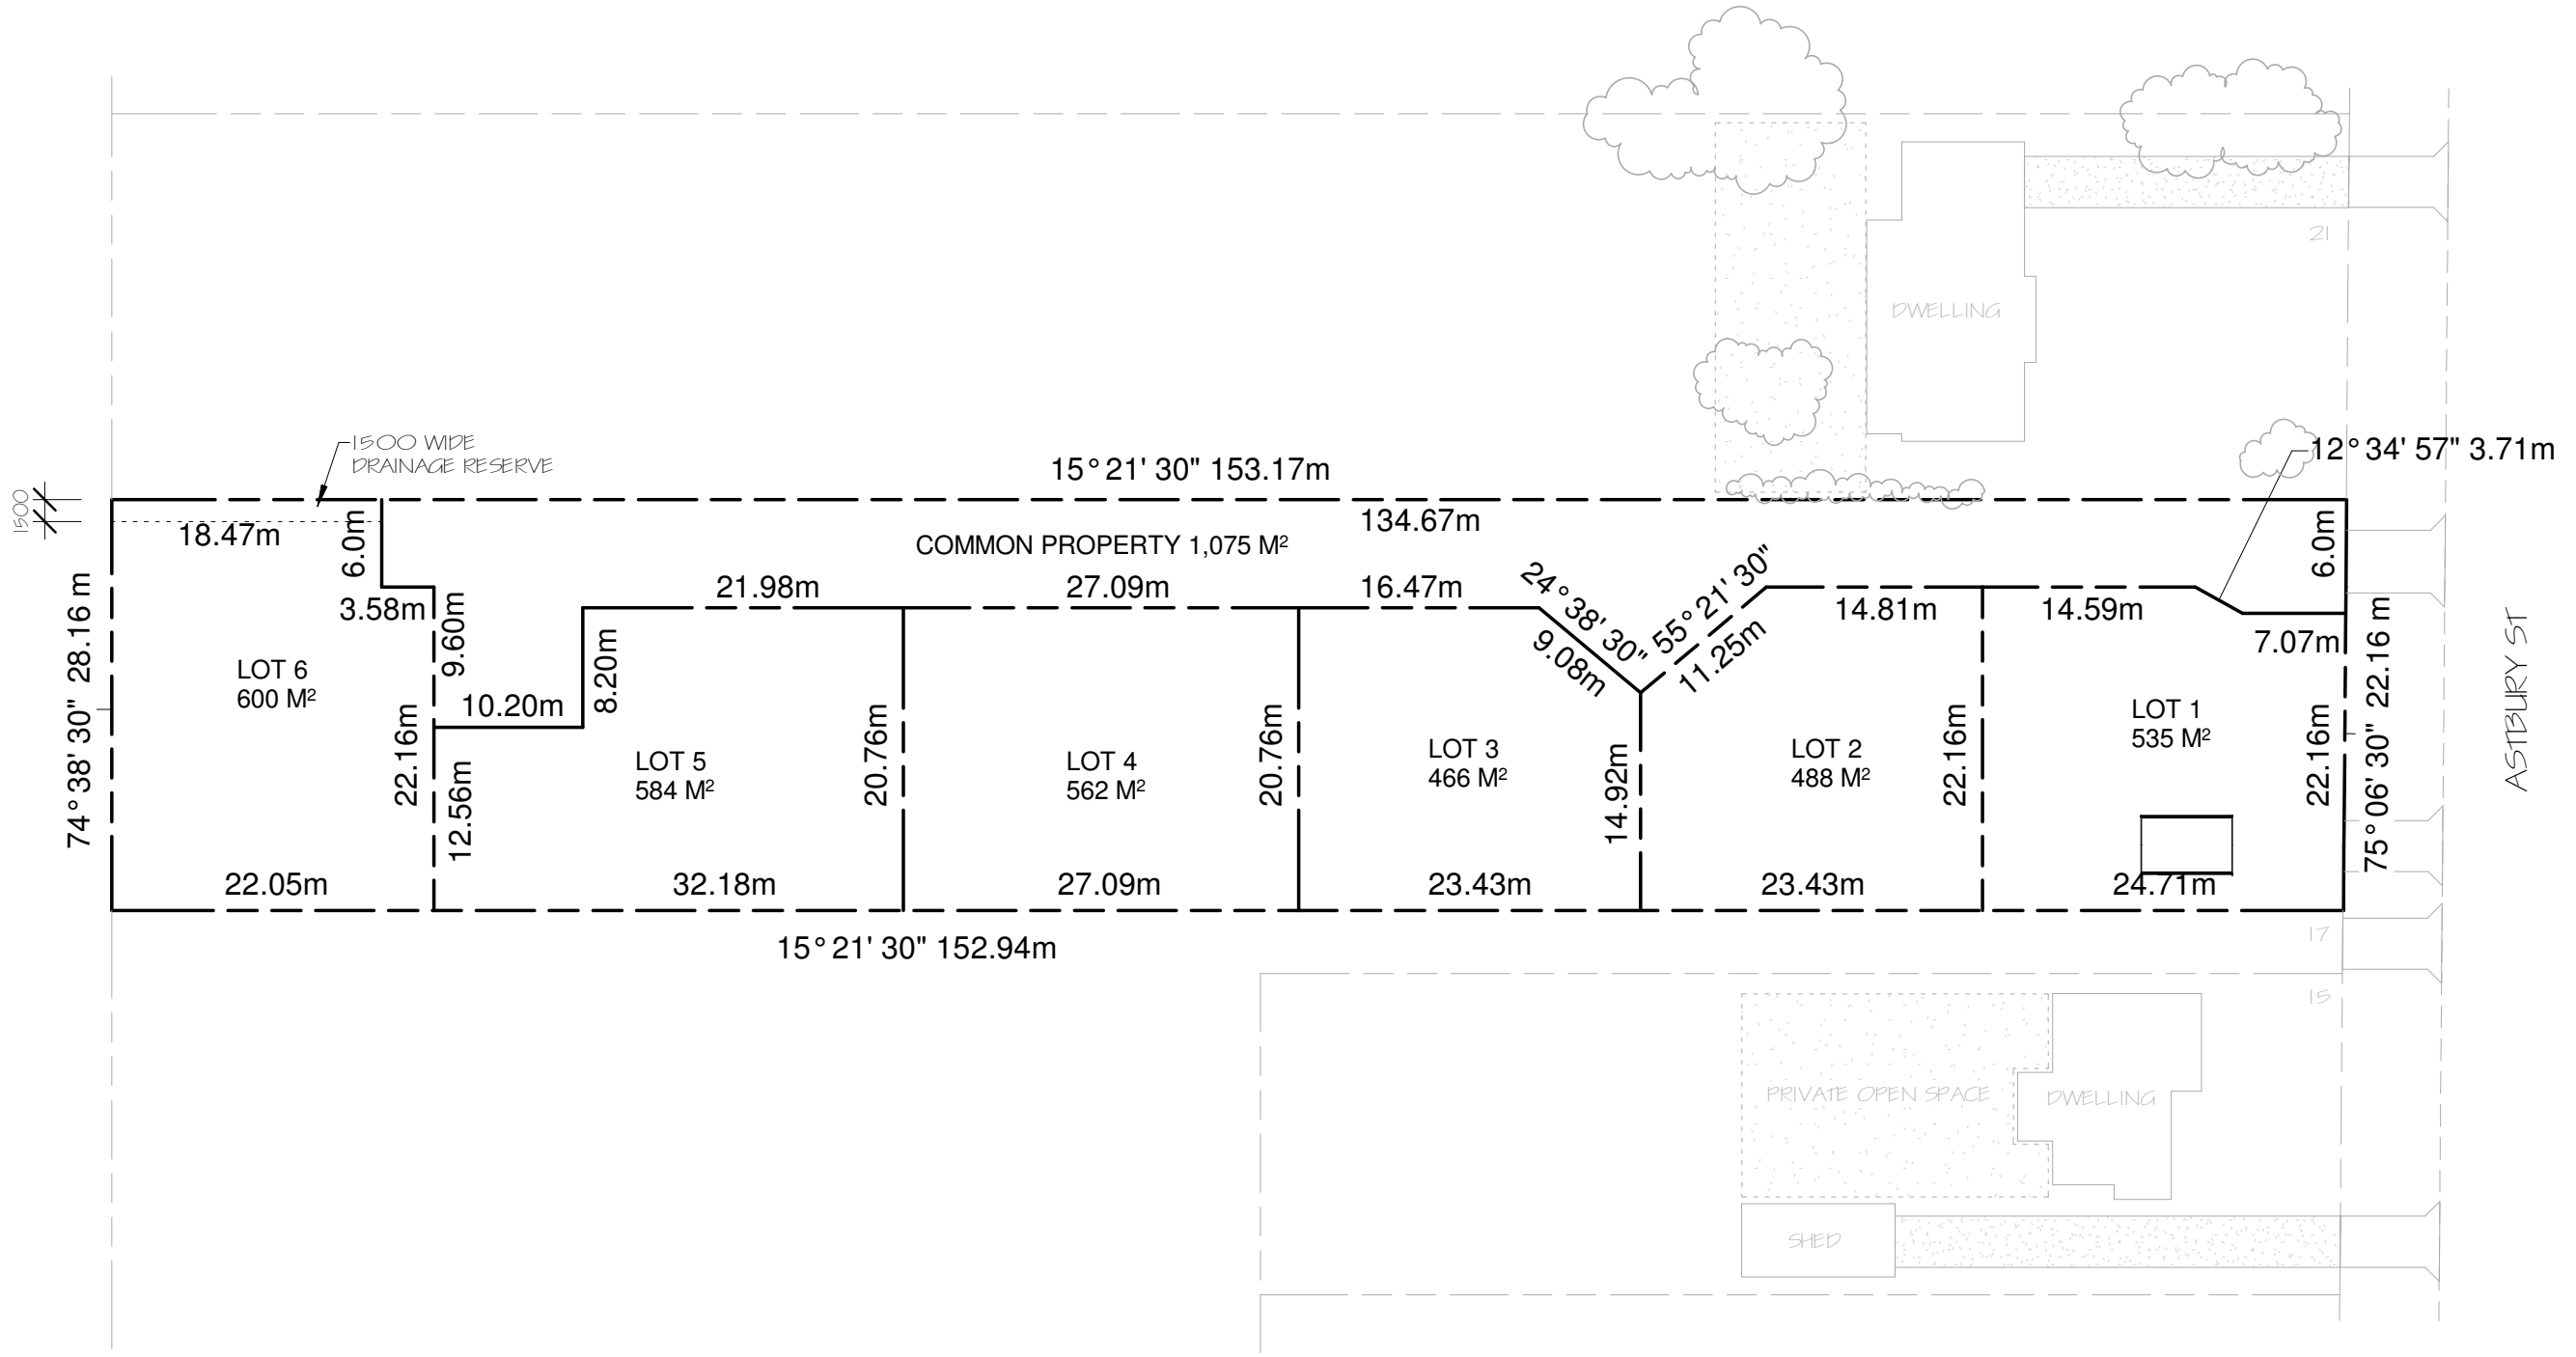 21
DWELLING
1500 WIDE
DRAINAGE RESERVE
15° 21' 30" 153.17m
12° 34' 57" 3.71m
1500
18.47m
6.0m
134.67m
COMMON PROPERTY 1,075 M²
6.0m
3.58m
21.98m
27.09m
16.47m
24° 38' 30"
9.08m
55° 21' 30"
11.25m
14.81m
14.59m
7.07m
74° 38' 30" 28.16 m
LOT 6
600 M²
9.60m
10.20m
8.20m
22.16m
12.56m
LOT 5
584 M²
20.76m
LOT 4
562 M²
20.76m
LOT 3
466 M²
14.92m
LOT 2
488 M²
22.16m
LOT 1
535 M²
22.16m
75° 06' 30" 22.16 m
ASTBURY ST
22.05m
32.18m
27.09m
23.43m
23.43m
24.71m
15° 21' 30" 152.94m
17
15
PRIVATE OPEN SPACE
DWELLING
SHED